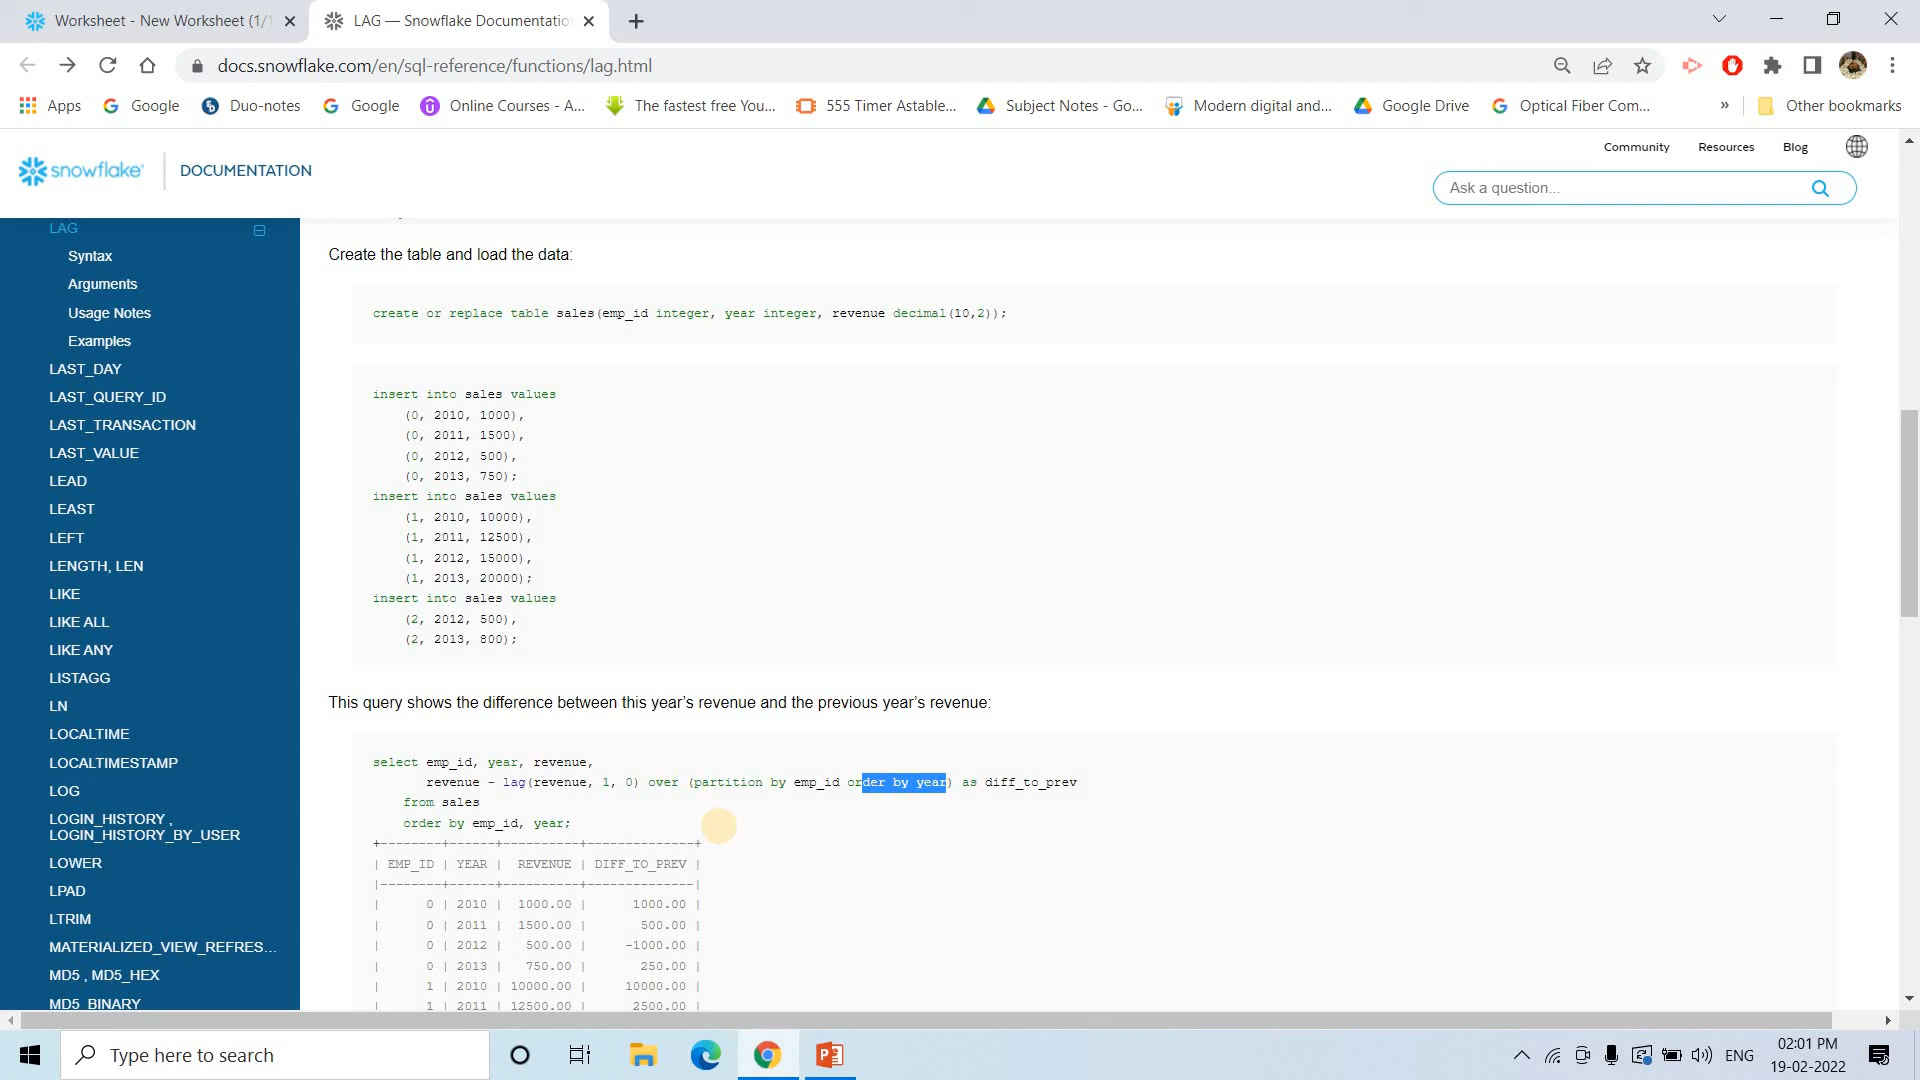 Worksheet - New Worksheet (1/1
LAG — Snowflake Documentatio
docs.snowflake.com/en/sql-reference/functions/lag.html
Apps
Google
Duo-notes
Google
Online Courses - A...
The fastest free You...
555 Timer Astable...
Subject Notes - Go...
Modern digital and...
Google Drive
Optical Fiber Com...
»
Other bookmarks
snowflake
DOCUMENTATION
Community
Resources
Blog
Ask a question...
LAG
Syntax
Arguments
Usage Notes
Examples
LAST_DAY
LAST_QUERY_ID
LAST_TRANSACTION
LAST_VALUE
LEAD
LEAST
LEFT
LENGTH, LEN
LIKE
LIKE ALL
LIKE ANY
LISTAGG
LN
LOCALTIME
LOCALTIMESTAMP
LOG
LOGIN_HISTORY ,
LOGIN_HISTORY_BY_USER
LOWER
LPAD
LTRIM
MATERIALIZED_VIEW_REFRES...
MD5 , MD5_HEX
MD5_BINARY
Create the table and load the data:
create or replace table sales(emp_id integer, year integer, revenue decimal(10,2));
insert into sales values
(0, 2010, 1000),
(0, 2011, 1500),
(0, 2012, 500),
(0, 2013, 750);
insert into sales values
(1, 2010, 10000),
(1, 2011, 12500),
(1, 2012, 15000),
(1, 2013, 20000);
insert into sales values
(2, 2012, 500),
(2, 2013, 800);
This query shows the difference between this year's revenue and the previous year's revenue:
select emp_id, year, revenue,
revenue - lag(revenue, 1, 0) over (partition by emp_id order by year) as diff_to_prev
from sales
order by emp_id, year;
+--------+------+----------+--------------+
| EMP_ID | YEAR |  REVENUE | DIFF_TO_PREV |
|--------+------+----------+--------------|
|      0 | 2010 |  1000.00 |      1000.00 |
|      0 | 2011 |  1500.00 |       500.00 |
|      0 | 2012 |   500.00 |     -1000.00 |
|      0 | 2013 |   750.00 |       250.00 |
|      1 | 2010 | 10000.00 |     10000.00 |
|      1 | 2011 | 12500.00 |      2500.00 |
Type here to search
ENG
02:01 PM
19-02-2022